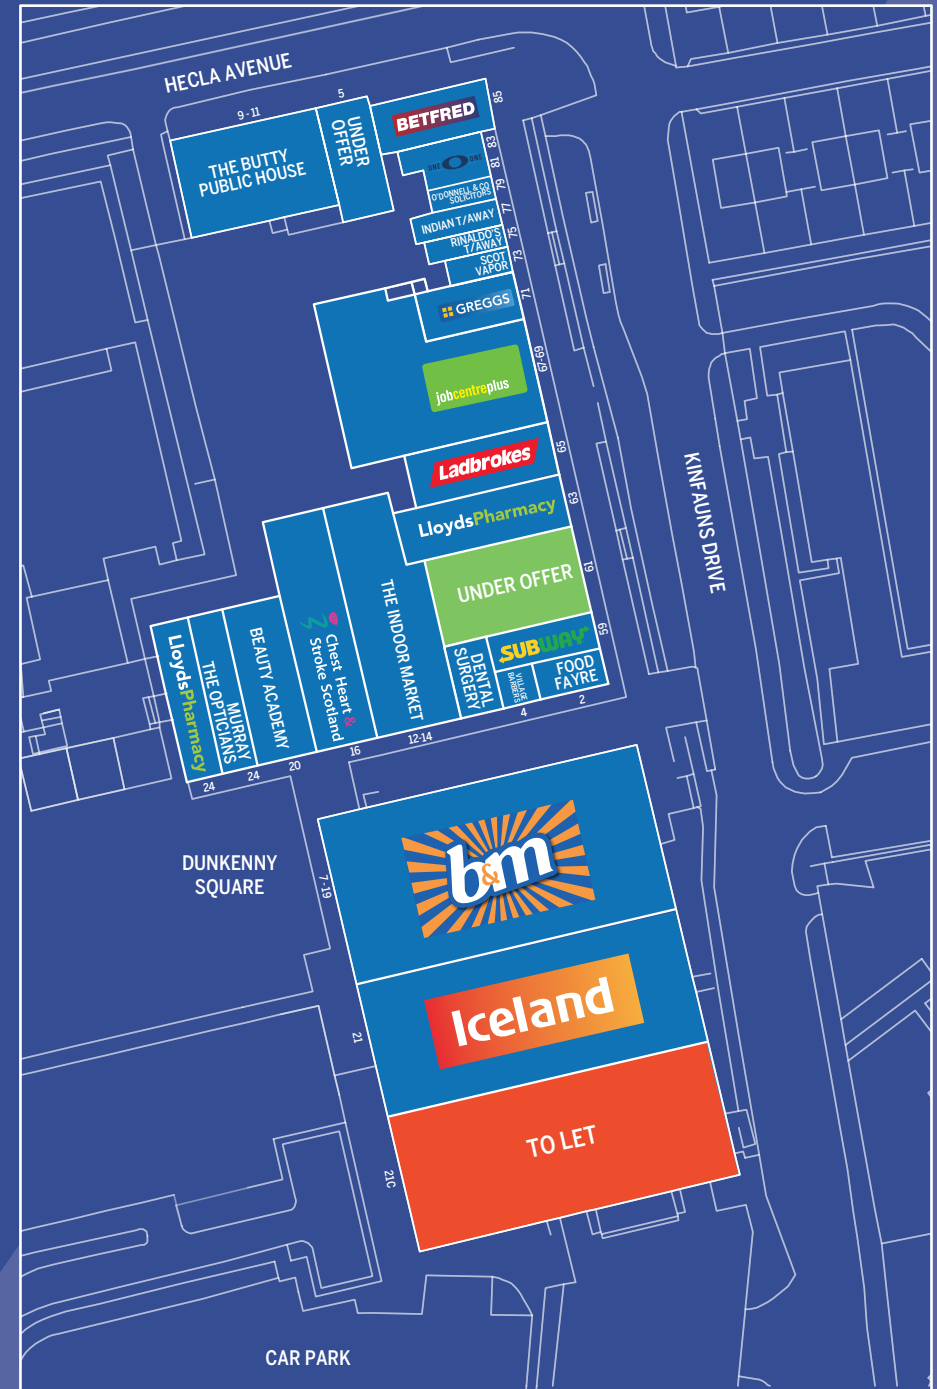 HECLA AVENUE
9 - 11
5
THE BUTTY
PUBLIC HOUSE
UNDER
OFFER
BETFRED
85
ONE O ONE
83
81
O'DONNELL & CO
SOLICITORS
79
INDIAN T/AWAY
77
RINALDO'S
T/AWAY
75
SCOT
VAPOR
73
GREGGS
71
jobcentreplus
67-69
Ladbrokes
65
LloydsPharmacy
63
UNDER OFFER
61
SUBWAY
59
FOOD
FAYRE
2
VILLAGE
BARBERS
4
DENTAL
SURGERY
THE INDOOR MARKET
12-14
Chest Heart &
Stroke Scotland
16
BEAUTY ACADEMY
20
MURRAY
THE OPTICIANS
24
LloydsPharmacy
24
KINFAUNS DRIVE
DUNKENNY
SQUARE
b&m
7 -19
Iceland
21
TO LET
21C
CAR PARK